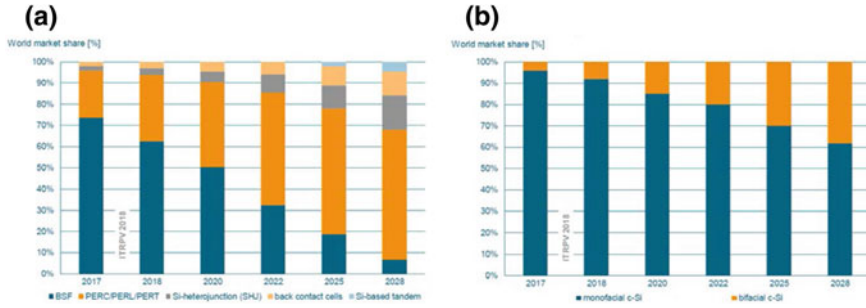 (a)
World market share [%]
100%
90%
80%
70%
60%
50%
40%
30%
20%
10%
0%
ITRPV 2018
2017 2018 2020 2022 2025 2028
BSF PERC/PERL/PERT Si-heterojunction (SHJ) back contact cells Si-based tandem
(b)
World market share [%]
100%
90%
80%
70%
60%
50%
40%
30%
20%
10%
0%
ITRPV 2018
2017 2018 2020 2022 2025 2028
monofacial c-Si bifacial c-Si